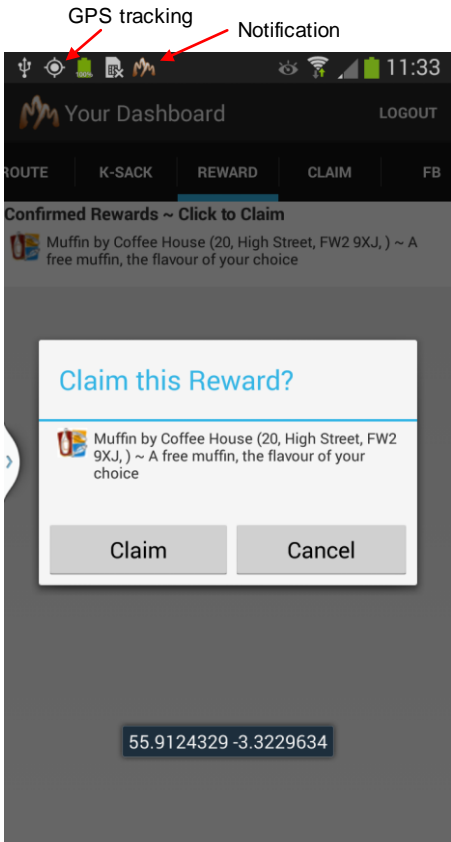 GPS tracking
Notification
100%
11:33
Your Dashboard
LOGOUT
ROUTE
K-SACK
REWARD
CLAIM
FB
Confirmed Rewards ~ Click to Claim
Muffin by Coffee House (20, High Street, FW2 9XJ, ) ~ A
free muffin, the flavour of your choice
Claim this Reward?
Muffin by Coffee House (20, High Street, FW2
9XJ, ) ~ A free muffin, the flavour of your
choice
Claim
Cancel
55.9124329 -3.3229634